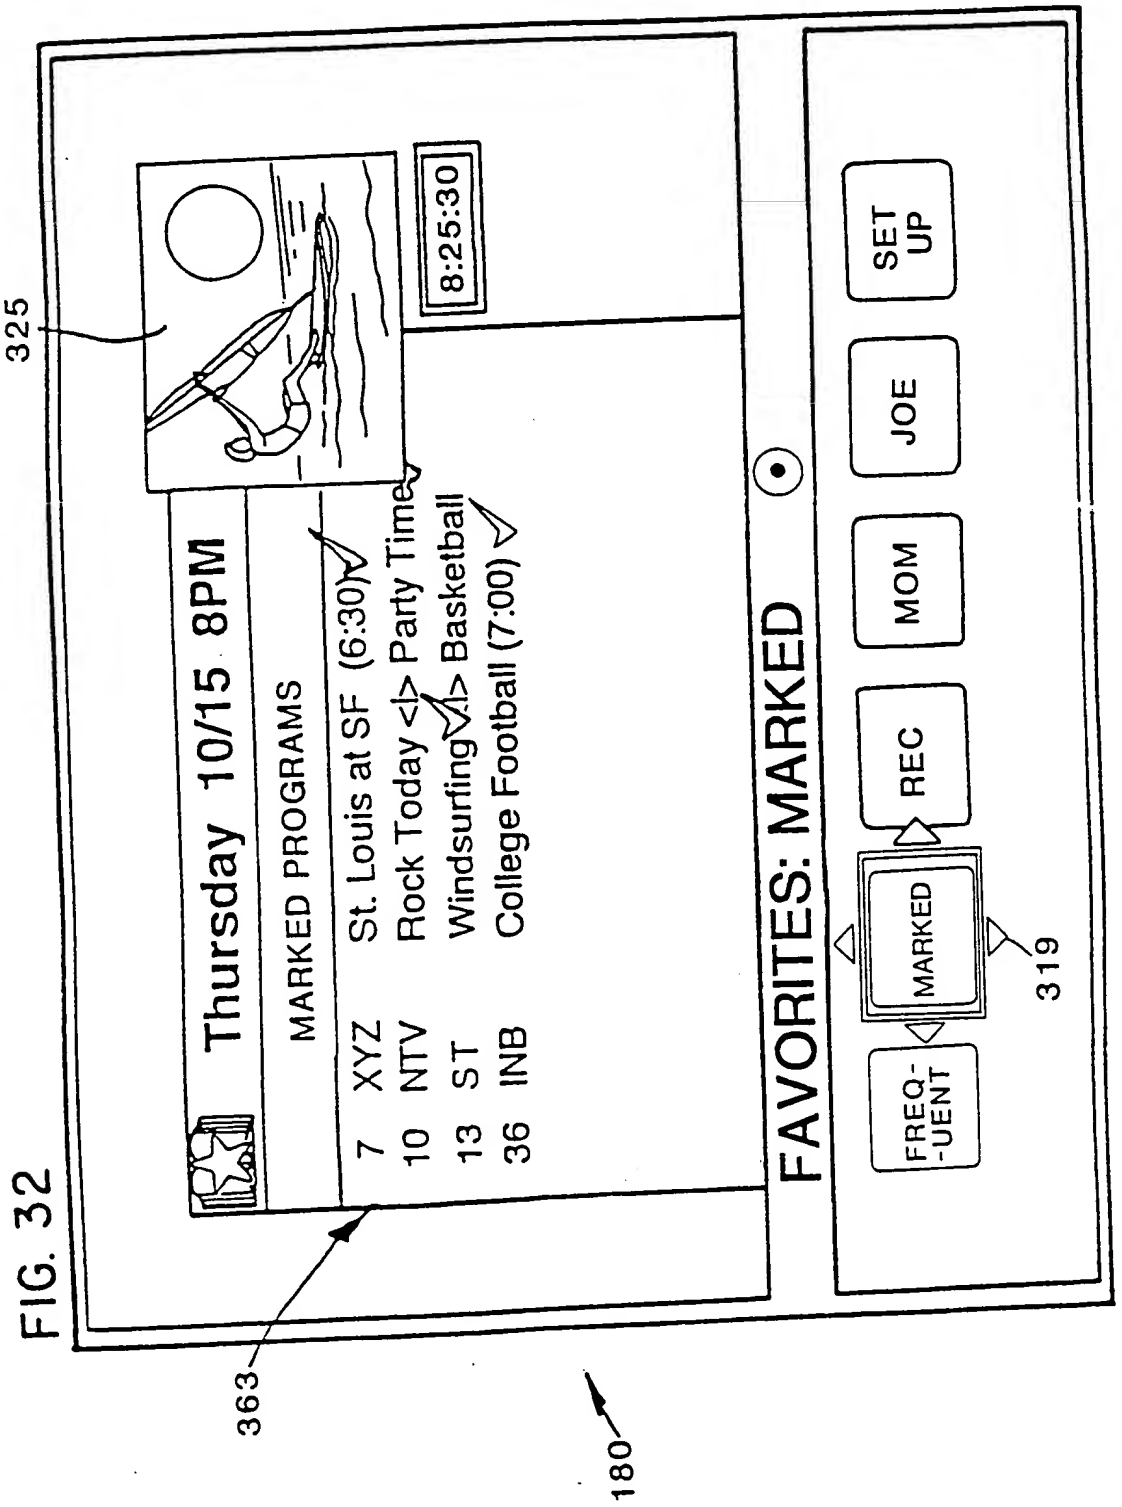 FIG. 32
325
363
180
Thursday 10/15 8PM
MARKED PROGRAMS
7 XYZ St. Louis at SF (6:30)
10 NTV Rock Today <|> Party Time
13 ST Windsurfing <|> Basketball
36 INB College Football (7:00)
8:25:30
FAVORITES: MARKED
FREQ-
-UENT
MARKED
REC
MOM
JOE
SET
UP
319